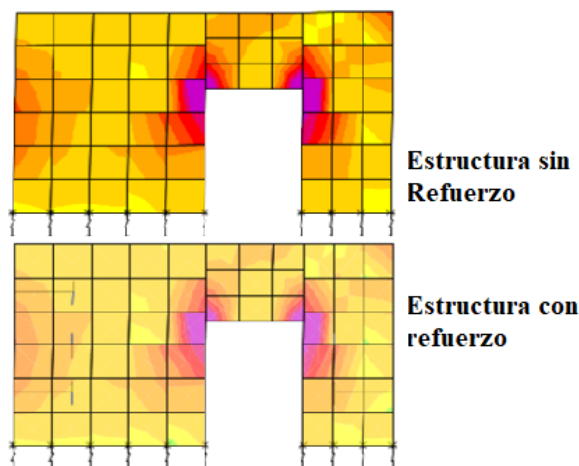 Estructura sin
Refuerzo
Estructura con
refuerzo